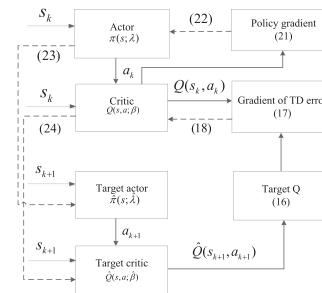 s_k
Actor
π(s;λ)
(22)
Policy gradient
(21)
(23)
a_k
s_k
Critic
Q(s,a;β)
Q(s_k,a_k)
Gradient of TD erro
(17)
(24)
(18)
s_{k+1}
Target actor
π̂(s;λ̂)
Target Q
(16)
a_{k+1}
s_{k+1}
Target critic
Q̂(s,a;β̂)
Q̂(s_{k+1},a_{k+1})